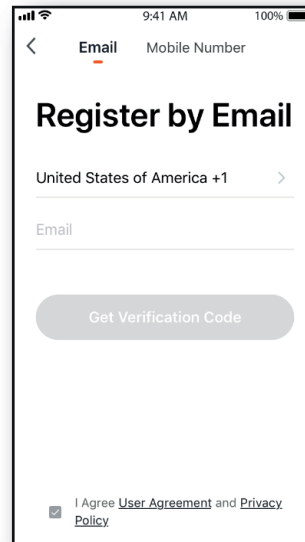 9:41 AM 100%
Email Mobile Number
Register by Email
United States of America +1
Email
Get Verification Code
I Agree User Agreement and Privacy
Policy